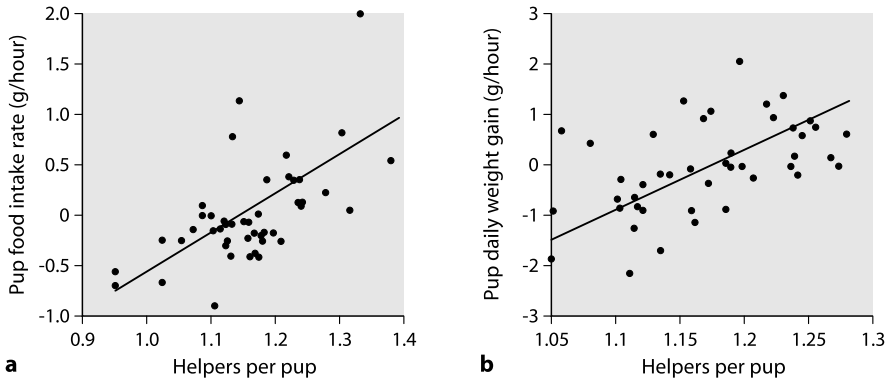 2.0
1.5
1.0
0.5
0
-0.5
-1.0
Pup food intake rate (g/hour)
0.9 1.0 1.1 1.2 1.3 1.4
Helpers per pup
a
3
2
1
0
-1
-2
-3
Pup daily weight gain (g/hour)
1.05 1.1 1.15 1.2 1.25 1.3
Helpers per pup
b